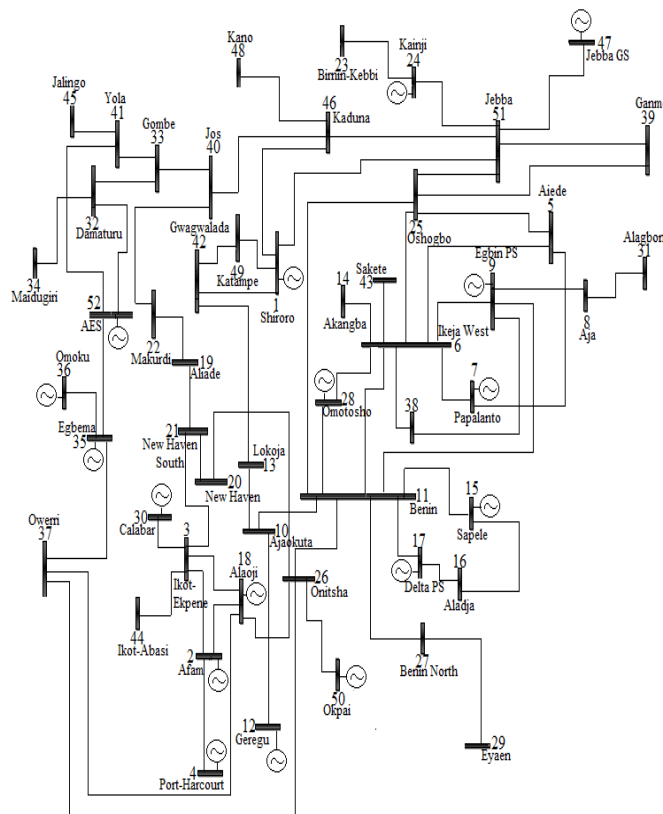 Kano
48
23
Birnin-Kebbi
Kainji
24
47
Jebba GS
Jalingo
45
Yola
41
Gombe
33
Jos
40
46
Kaduna
Jebba
51
Ganm
39
32
Damaturu
Gwagwalada
42
49
Katampe
1
Shiroro
25
Oshogbo
Aiede
5
Egbin PS
9
Alagbon
31
34
Maidugiri
52
AES
Sakete
43
14
Akangba
Ikeja West
6
8
Aja
22
Makurdi
19
Aliade
Omoku
36
28
Omotosho
7
Papalanto
38
Egbema
35
21
New Haven
South
20
New Haven
Lokoja
13
11
Benin
15
Sapele
Calabar
30
3
Ikot-
Ekpene
10
Ajaokuta
17
Delta PS
16
Aladja
Owerri
37
18
Alaoji
26
Onitsha
44
Ikot-Abasi
2
Afam
27
Benin North
50
Okpai
12
Geregu
29
Eyaen
4
Port-Harcourt